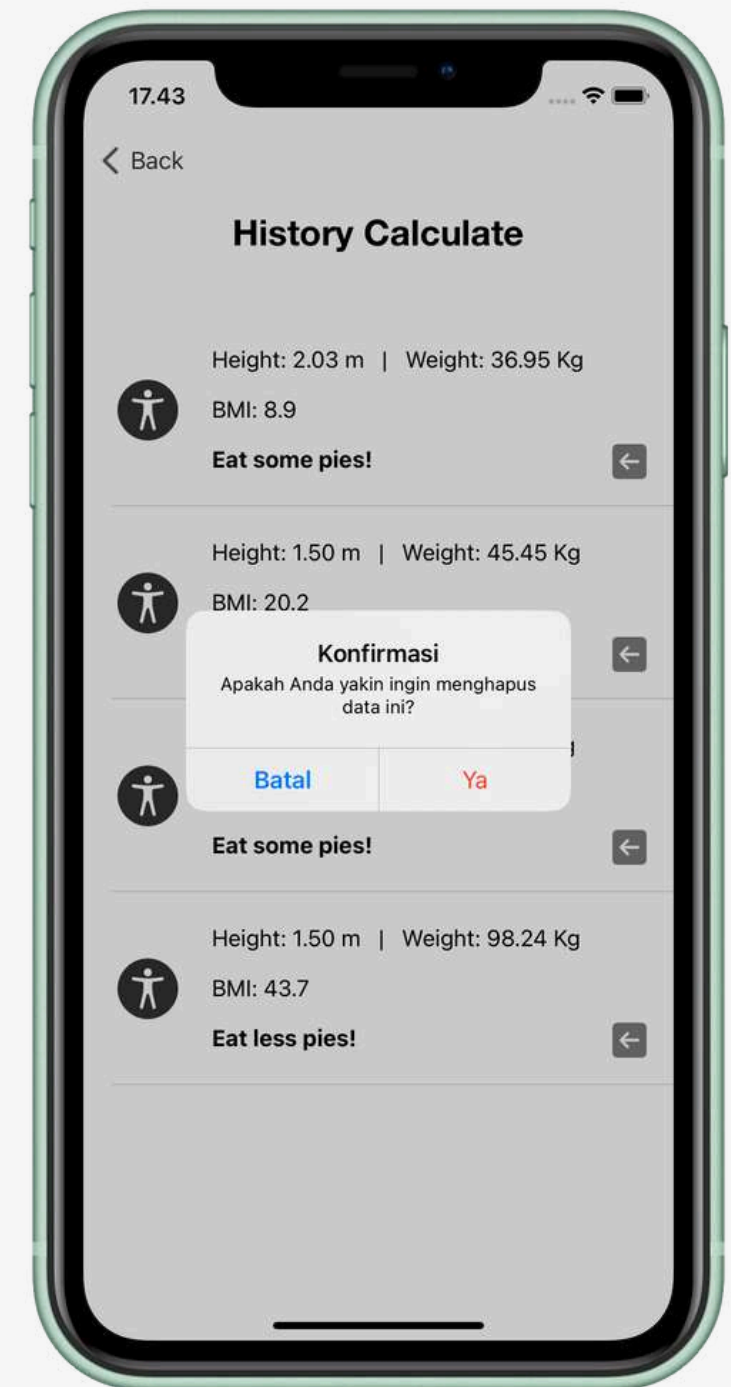 17.43
Back
History Calculate
Height: 2.03 m | Weight: 36.95 Kg
BMI: 8.9
Eat some pies!
Height: 1.50 m | Weight: 45.45 Kg
BMI: 20.2
Konfirmasi
Apakah Anda yakin ingin menghapus
data ini?
Batal
Ya
Eat some pies!
Height: 1.50 m | Weight: 98.24 Kg
BMI: 43.7
Eat less pies!